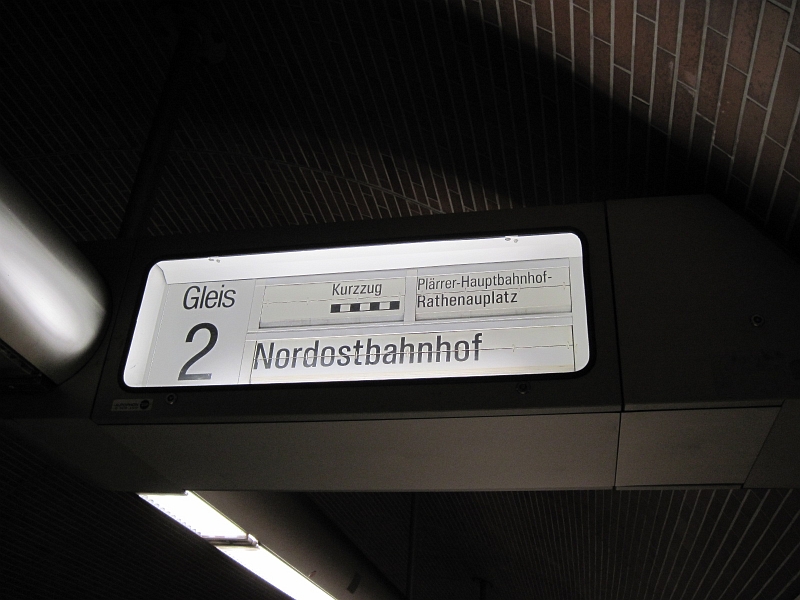 Gleis
2
Kurzzug
Plärrer-Hauptbahnhof-
Rathenauplatz
Nordostbahnhof